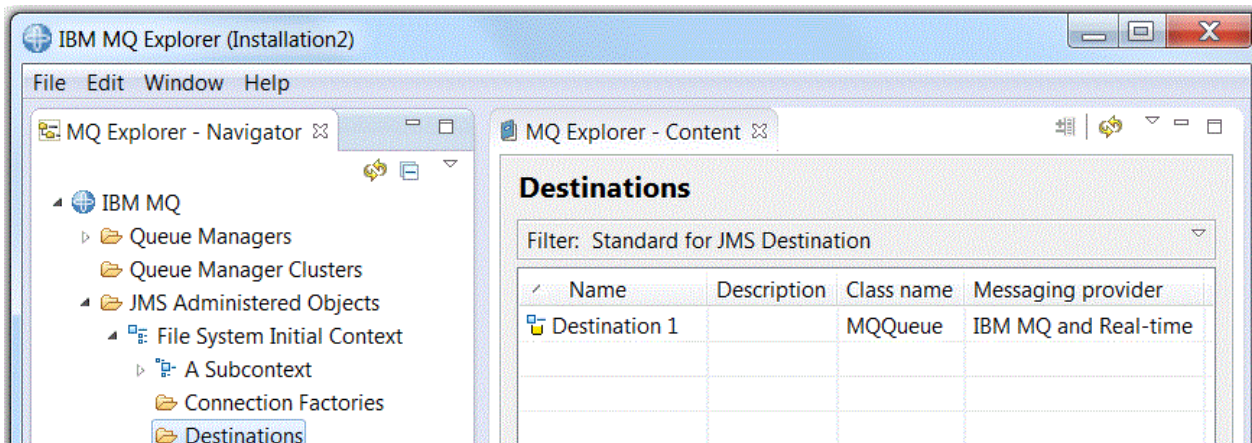 IBM MQ Explorer (Installation2)
File Edit Window Help
MQ Explorer - Navigator
IBM MQ
Queue Managers
Queue Manager Clusters
JMS Administered Objects
File System Initial Context
A Subcontext
Connection Factories
Destinations
MQ Explorer - Content
Destinations
Filter: Standard for JMS Destination
Name Description Class name Messaging provider
Destination 1 MQQueue IBM MQ and Real-time